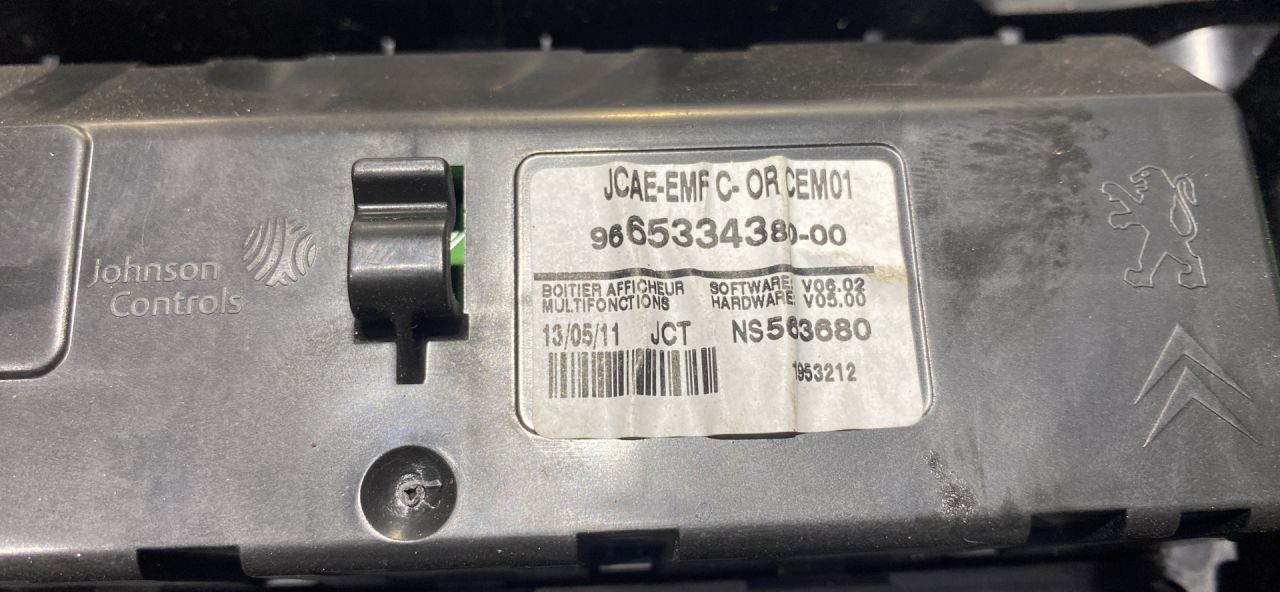 Johnson
Controls
JCAE-EMF C- OR CEM01
9665334380-00
BOITIER AFFICHEUR SOFTWARE: V06.02
MULTIFONCTIONS HARDWARE: V05.00
13/05/11 JCT NS563680
1953212